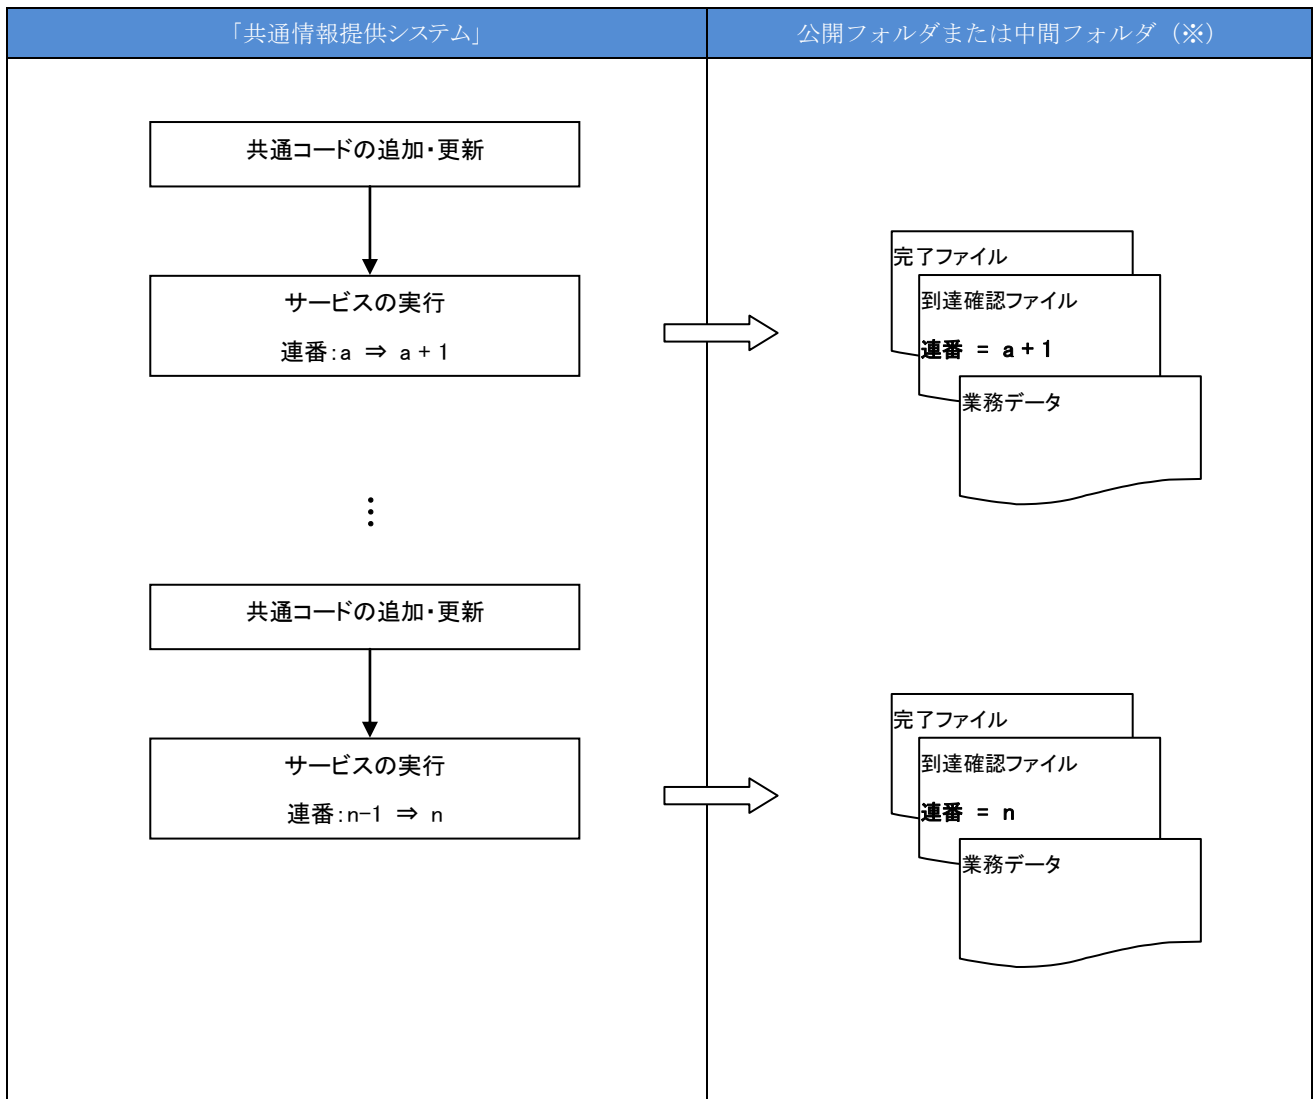 「共通情報提供システム」
公開フォルダまたは中間フォルダ（※）
共通コードの追加・更新
サービスの実行
連番：a ⇒ a + 1
完了ファイル
到達確認ファイル
連番 = a + 1
業務データ
⋮
共通コードの追加・更新
サービスの実行
連番：n-1 ⇒ n
完了ファイル
到達確認ファイル
連番 = n
業務データ